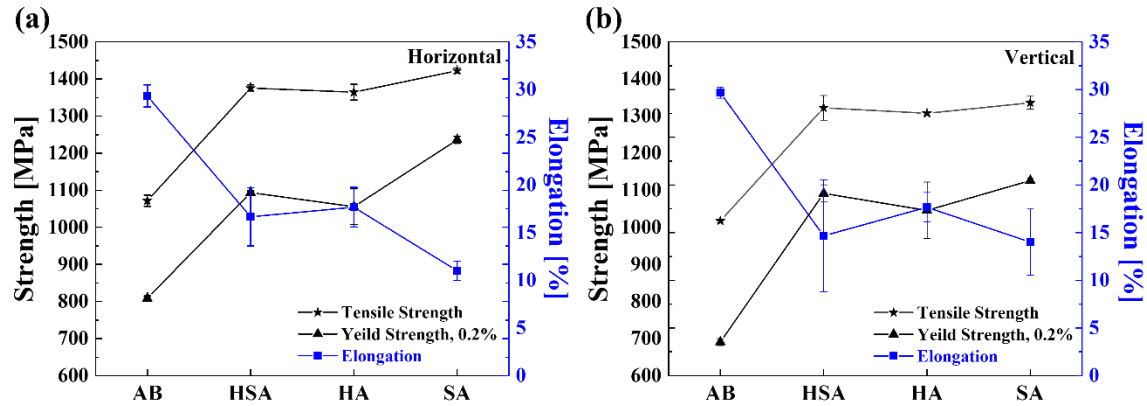 (a)
Horizontal
Strength [MPa]
1500
1400
1300
1200
1100
1000
900
800
700
600
35
30
25
20
15
10
5
0
Elongation [%]
Tensile Strength
Yeild Strength, 0.2%
Elongation
AB HSA HA SA
(b)
Vertical
Strength [MPa]
1500
1400
1300
1200
1100
1000
900
800
700
600
35
30
25
20
15
10
5
0
Elongation [%]
Tensile Strength
Yeild Strength, 0.2%
Elongation
AB HSA HA SA